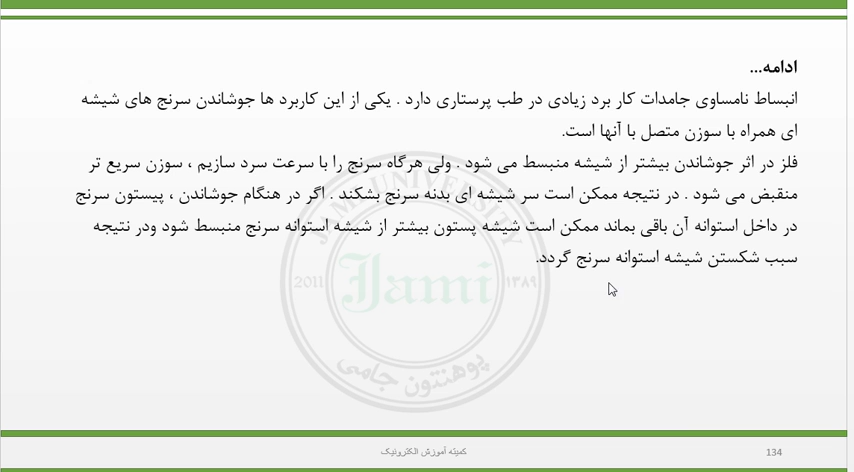 ادامه...
انبساط نامساوی جامدات کار برد زیادی در طب پرستاری دارد . یکی از این کاربرد ها جوشاندن سرنج های شیشه
ای همراه با سوزن متصل با آنها است.
فلز در اثر جوشاندن بیشتر از شیشه منبسط می شود . ولی هرگاه سرنج را با سرعت سرد سازیم ، سوزن سریع تر
منقبض می شود . در نتیجه ممکن است سر شیشه ای بدنه سرنج بشکند . اگر در هنگام جوشاندن ، پیستون سرنج
در داخل استوانه آن باقی بماند ممکن است شیشه پستون بیشتر از شیشه استوانه سرنج منبسط شود ودر نتیجه
سبب شکستن شیشه استوانه سرنج گردد.
JAMI UNIVERSITY
2011
Jami
۱۳۸۹
پوهنتون جامی
کمیته آموزش الکترونیک
134